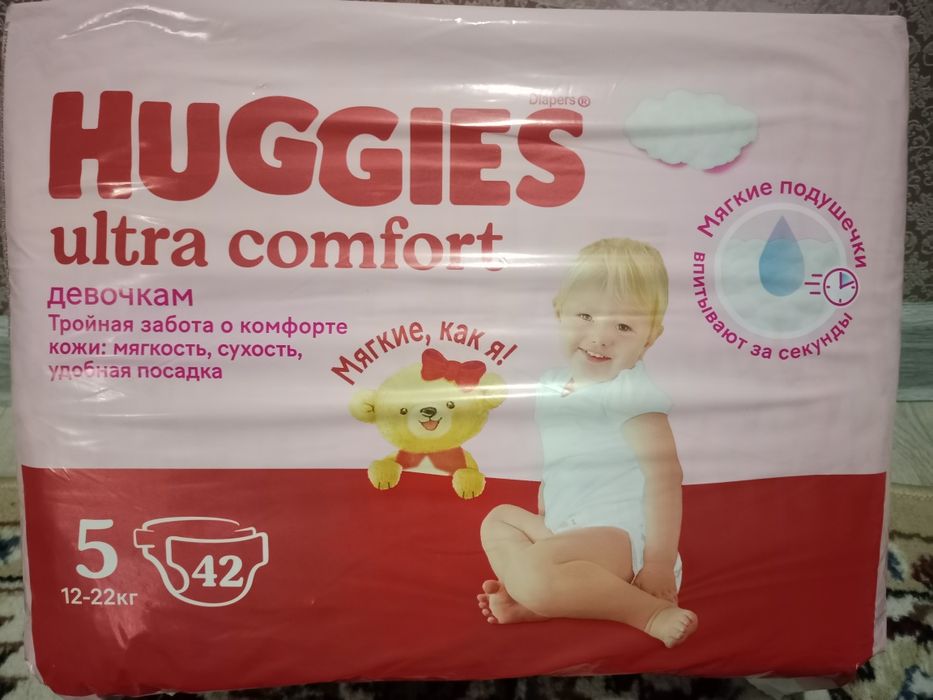 Diapers®
HUGGIES
ultra comfort
девочкам
Тройная забота о комфорте
кожи: мягкость, сухость,
удобная посадка
Мягкие, как я!
Мягкие подушечки
впитывают за секунды
5
12-22кг
42